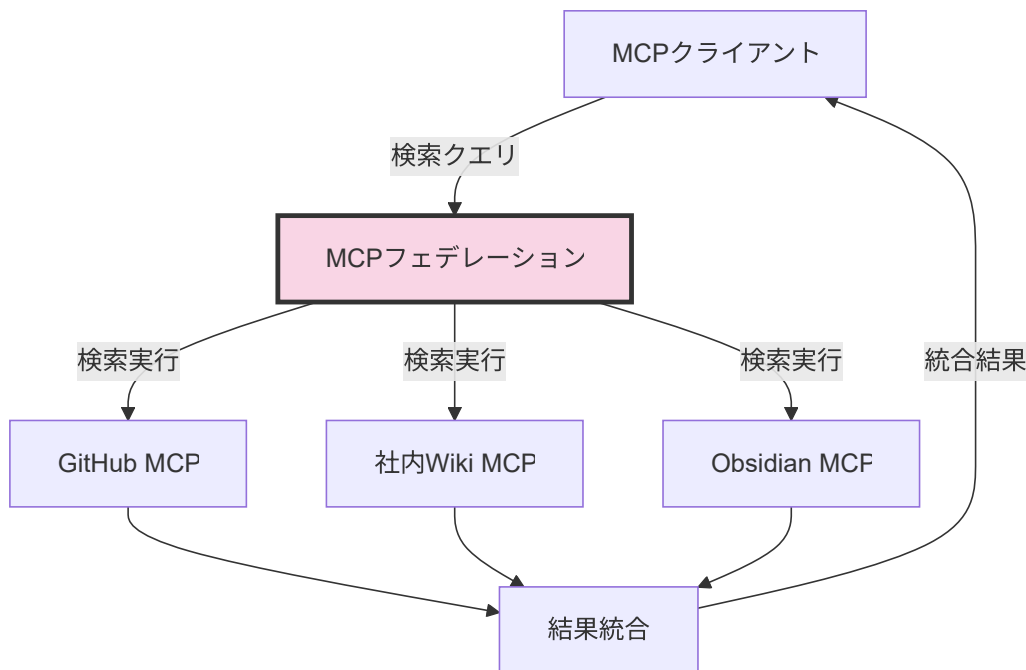 MCPクライアント
検索クエリ
MCPフェデレーション
検索実行
検索実行
検索実行
統合結果
GitHub MCP
社内Wiki MCP
Obsidian MCP
結果統合